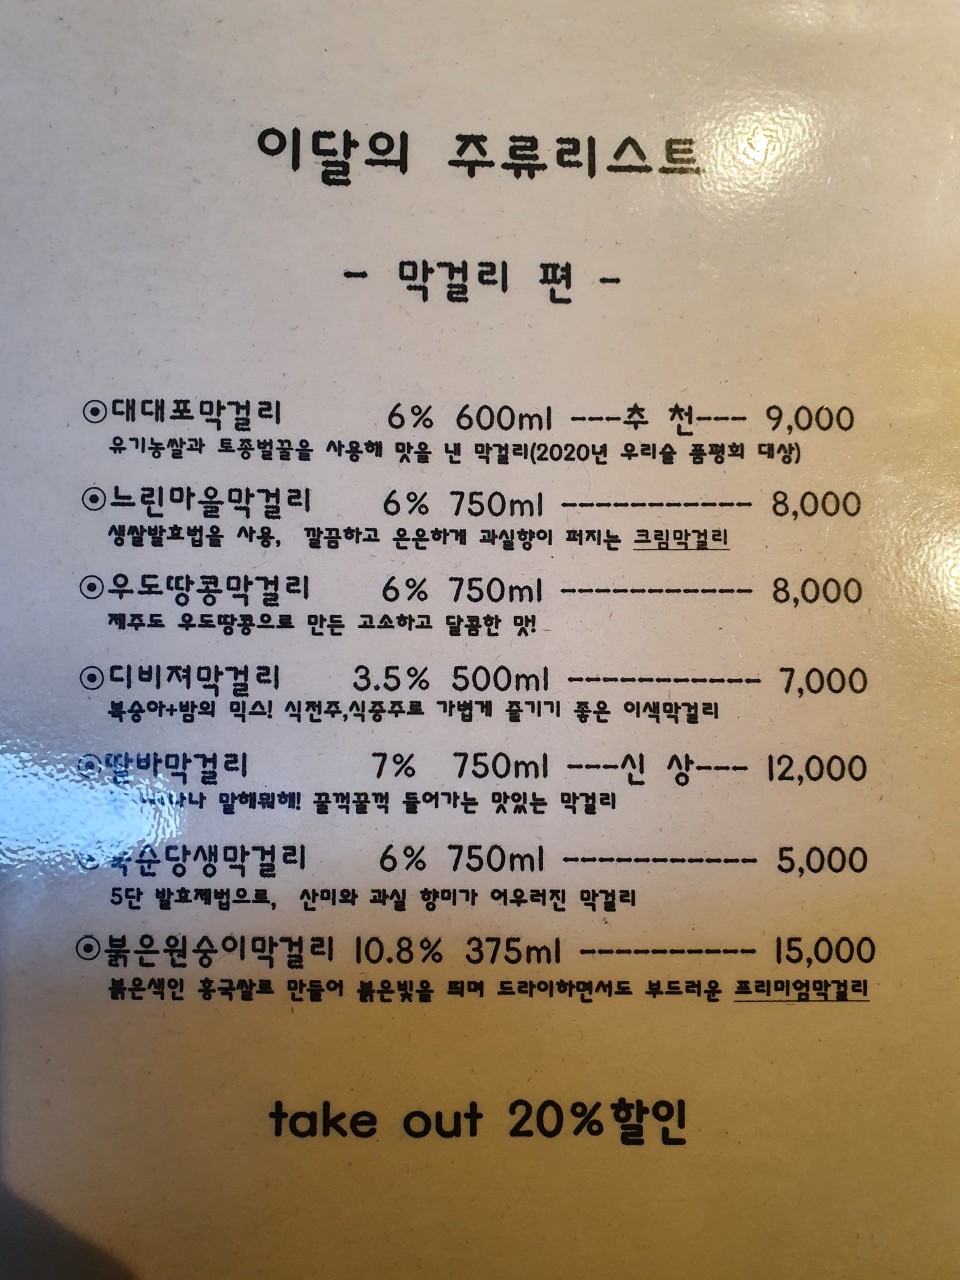 이달의 주류리스트
- 막걸리 편 -
◉대대포막걸리 6% 600ml ---추 천--- 9,000
유기농쌀과 토종벌꿀을 사용해 맛을 낸 막걸리(2020년 우리술 품평회 대상)
◉느린마을막걸리 6% 750ml ----------- 8,000
생쌀발효법을 사용, 깔끔하고 은은하게 과실향이 퍼지는 크림막걸리
◉우도땅콩막걸리 6% 750ml ----------- 8,000
제주도 우도땅콩으로 만든 고소하고 달콤한 맛!
◉디비져막걸리 3.5% 500ml ----------- 7,000
복숭아+밤의 믹스! 식전주,식중주로 가볍게 즐기기 좋은 이색막걸리
◉딸바막걸리 7% 750ml ---신 상--- 12,000
말해뭐해! 꿀꺽꿀꺽 들어가는 맛있는 막걸리
◉국순당생막걸리 6% 750ml ----------- 5,000
5단 발효제법으로, 산미와 과실 향미가 어우러진 막걸리
◉붉은원숭이막걸리 10.8% 375ml ---------- 15,000
붉은색인 홍국쌀로 만들어 붉은빛을 띄며 드라이하면서도 부드러운 프리미엄막걸리
take out 20%할인